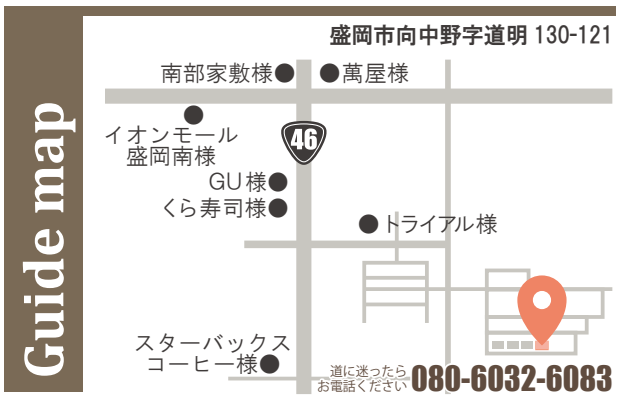 Guide map
盛岡市向中野字道明 130-121
南部家敷様
萬屋様
イオンモール
盛岡南様
46
GU様
くら寿司様
トライアル様
スターバックス
コーヒー様
道に迷ったら
お電話ください
080-6032-6083